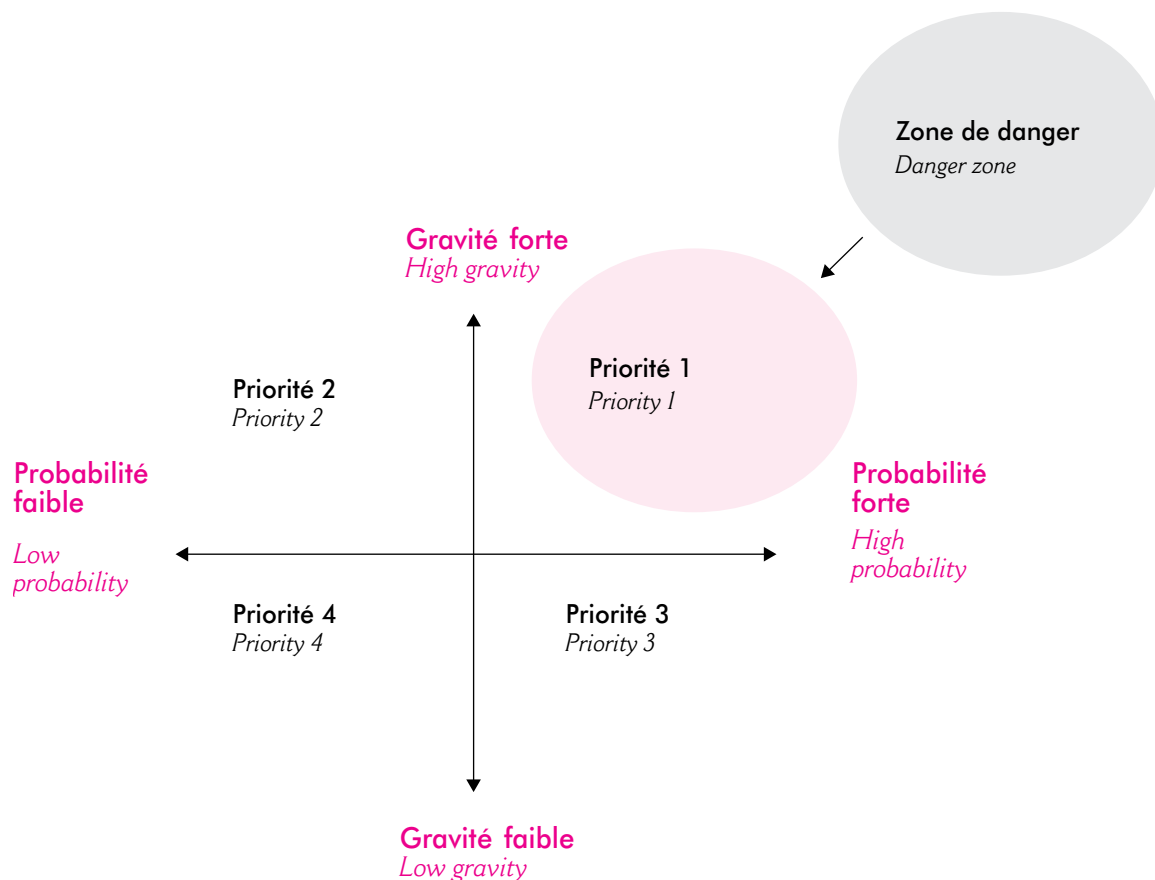 Zone de danger
Danger zone
Gravité forte
High gravity
Priorité 1
Priority 1
Priorité 2
Priority 2
Probabilité
faible
Low
probability
Probabilité
forte
High
probability
Priorité 4
Priority 4
Priorité 3
Priority 3
Gravité faible
Low gravity